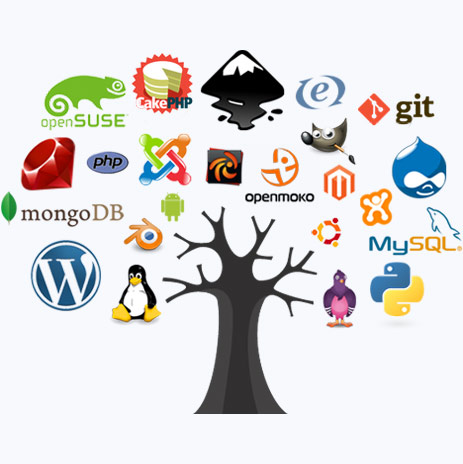 openSUSE
CakePHP
e
git
php
openmoko
mongoDB
MySQL®
W